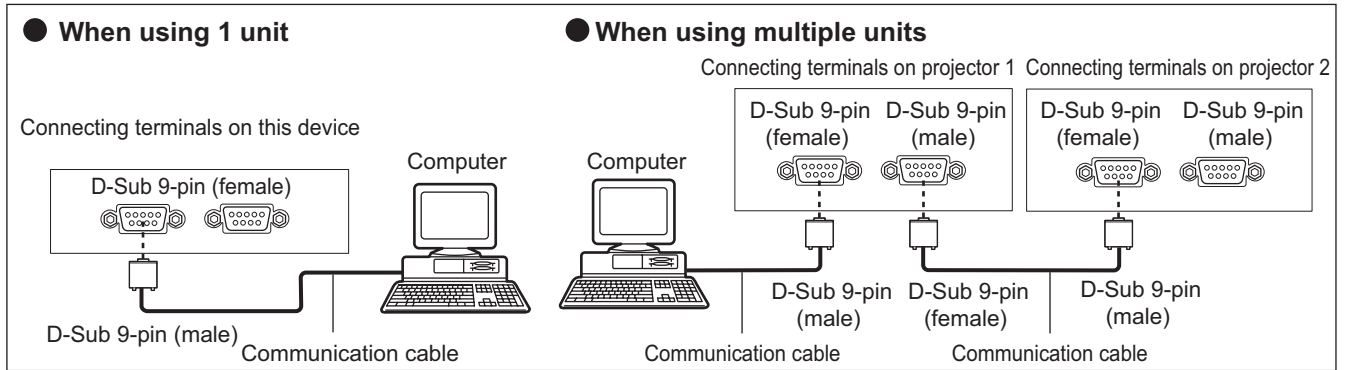 ● When using 1 unit
Connecting terminals on this device
D-Sub 9-pin (female)
Computer
D-Sub 9-pin (male)
Communication cable
● When using multiple units
Connecting terminals on projector 1
Connecting terminals on projector 2
D-Sub 9-pin
(female)
D-Sub 9-pin
(male)
D-Sub 9-pin
(female)
D-Sub 9-pin
(male)
Computer
D-Sub 9-pin
(male)
D-Sub 9-pin
(female)
D-Sub 9-pin
(male)
Communication cable
Communication cable